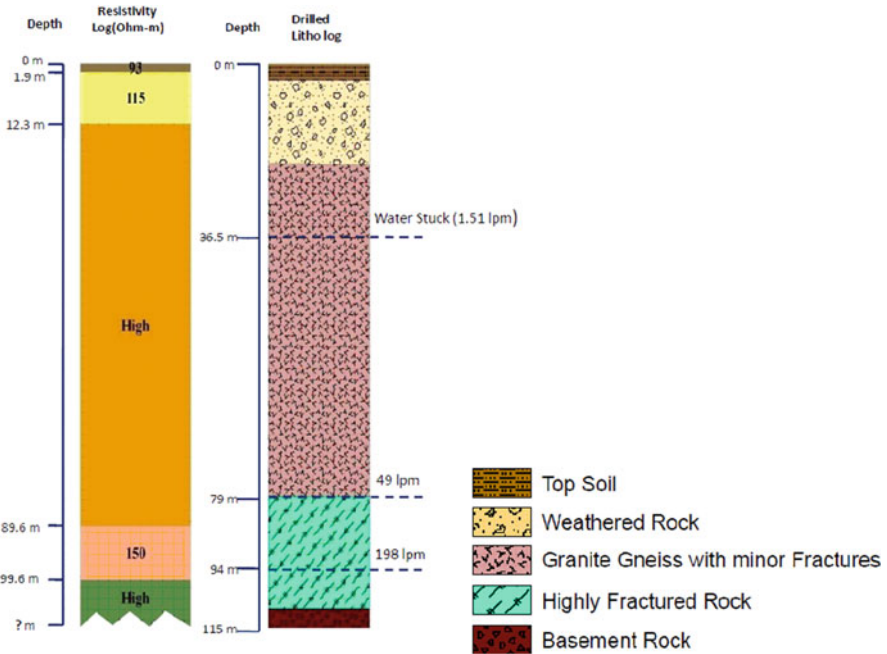 Depth
Resistivity
Log(Ohm-m)
0 m
93
1.9 m
115
12.3 m
High
89.6 m
150
99.6 m
High
? m
Depth
Drilled
Litho log
0 m
Water Stuck (1.51 lpm)
36.5 m
49 lpm
79 m
198 lpm
94 m
115 m
Top Soil
Weathered Rock
Granite Gneiss with minor Fractures
Highly Fractured Rock
Basement Rock